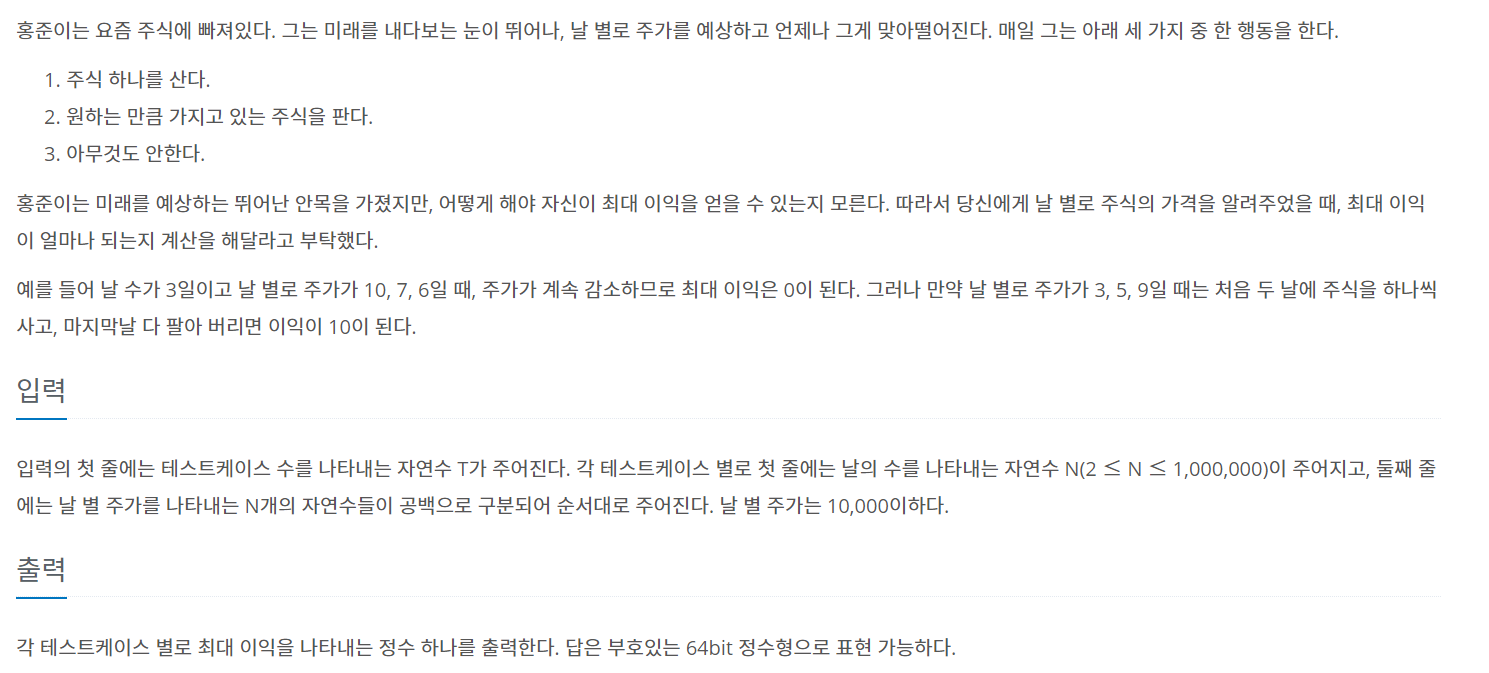 홍준이는 요즘 주식에 빠져있다. 그는 미래를 내다보는 눈이 뛰어나, 날 별로 주가를 예상하고 언제나 그게 맞아떨어진다. 매일 그는 아래 세 가지 중 한 행동을 한다.
1. 주식 하나를 산다.
2. 원하는 만큼 가지고 있는 주식을 판다.
3. 아무것도 안한다.
홍준이는 미래를 예상하는 뛰어난 안목을 가졌지만, 어떻게 해야 자신이 최대 이익을 얻을 수 있는지 모른다. 따라서 당신에게 날 별로 주식의 가격을 알려주었을 때, 최대 이익
이 얼마나 되는지 계산을 해달라고 부탁했다.
예를 들어 날 수가 3일이고 날 별로 주가가 10, 7, 6일 때, 주가가 계속 감소하므로 최대 이익은 0이 된다. 그러나 만약 날 별로 주가가 3, 5, 9일 때는 처음 두 날에 주식을 하나씩
사고, 마지막날 다 팔아 버리면 이익이 10이 된다.
입력
입력의 첫 줄에는 테스트케이스 수를 나타내는 자연수 T가 주어진다. 각 테스트케이스 별로 첫 줄에는 날의 수를 나타내는 자연수 N(2 ≤ N ≤ 1,000,000)이 주어지고, 둘째 줄
에는 날 별 주가를 나타내는 N개의 자연수들이 공백으로 구분되어 순서대로 주어진다. 날 별 주가는 10,000이하다.
출력
각 테스트케이스 별로 최대 이익을 나타내는 정수 하나를 출력한다. 답은 부호있는 64bit 정수형으로 표현 가능하다.